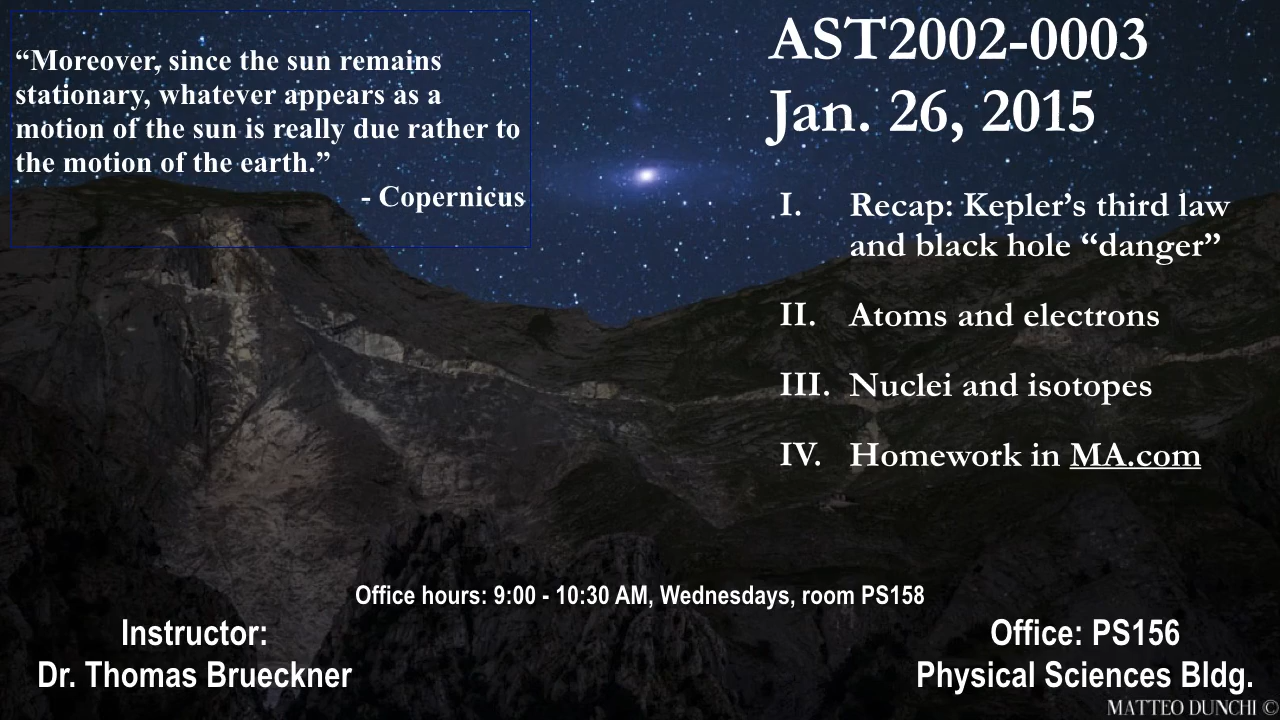 “Moreover, since the sun remains
stationary, whatever appears as a
motion of the sun is really due rather to
the motion of the earth.”
- Copernicus
AST2002-0003
Jan. 26, 2015
I. Recap: Kepler’s third law
and black hole “danger”
II. Atoms and electrons
III. Nuclei and isotopes
IV. Homework in MA.com
Office hours: 9:00 - 10:30 AM, Wednesdays, room PS158
Instructor:
Dr. Thomas Brueckner
Office: PS156
Physical Sciences Bldg.
MATTEO DUNCHI ©